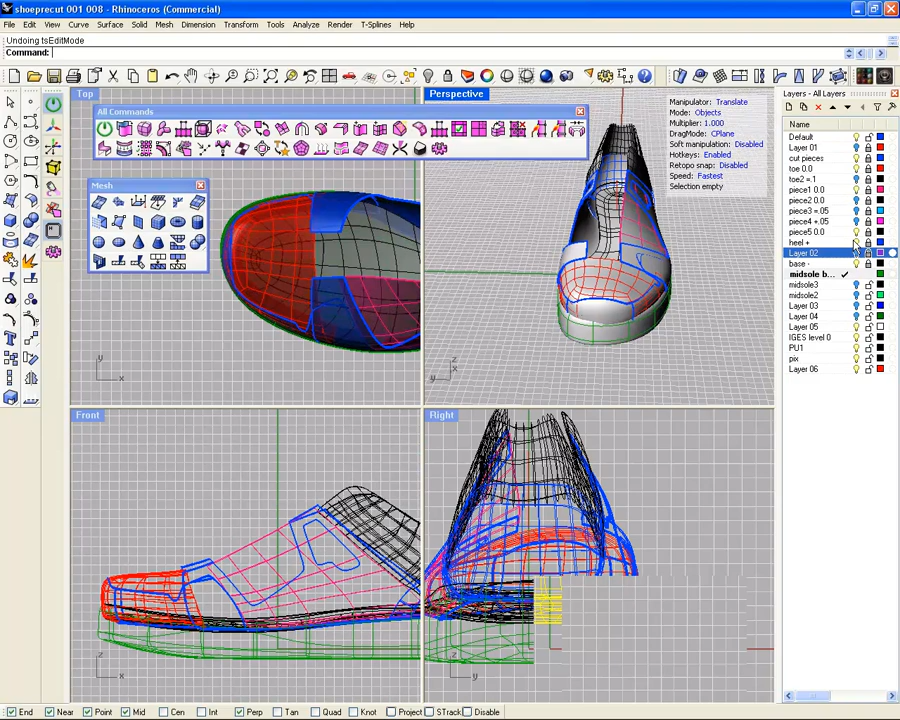 shoeprecut 001 008 - Rhinoceros (Commercial)
File Edit View Curve Surface Solid Mesh Dimension Transform Tools Analyze Render T-Splines Help
Undoing tsEditMode
Command:
Top
All Commands
Mesh
Perspective
Manipulator: Translate
Mode: Objects
Multiplier: 1.000
DragMode: CPlane
Soft manipulation: Disabled
Hotkeys: Enabled
Retopo snap: Disabled
Speed: Fastest
Selection empty
Front
Right
z
x
y
x
z
y
z
x
z
y
Layers - All Layers
Name
Default
Layer 01
cut pieces
toe 0.0
toe2 =.1
piece1 0.0
piece2 0.0
piece3 =.05
piece4 +.05
piece5 0.0
heel +
Layer 02
base -
midsole b...
midsole3
midsole2
Layer 03
Layer 04
Layer 05
IGES level 0
PU1
pix
Layer 06
End Near Point Mid Cen Int Perp Tan Quad Knot Project STrack Disable